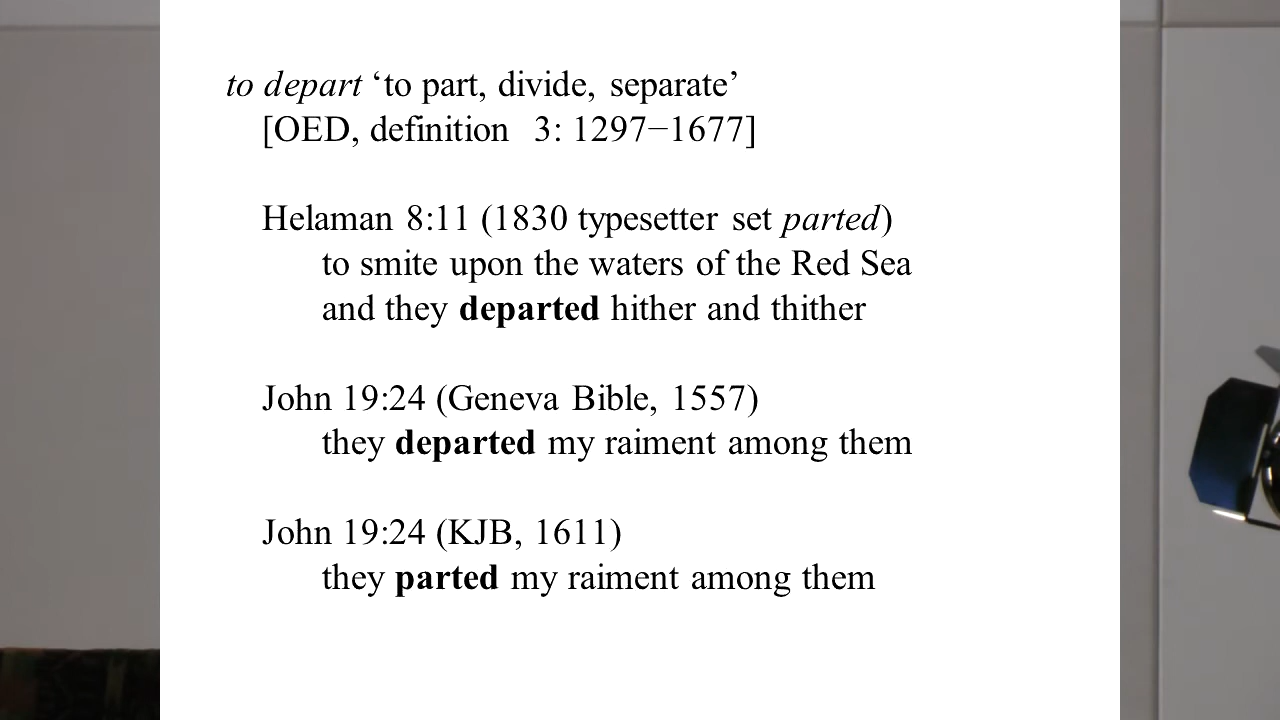 to depart ‘to part, divide, separate’
[OED, definition 3: 1297−1677]
Helaman 8:11 (1830 typesetter set parted)
to smite upon the waters of the Red Sea
and they departed hither and thither
John 19:24 (Geneva Bible, 1557)
they departed my raiment among them
John 19:24 (KJB, 1611)
they parted my raiment among them